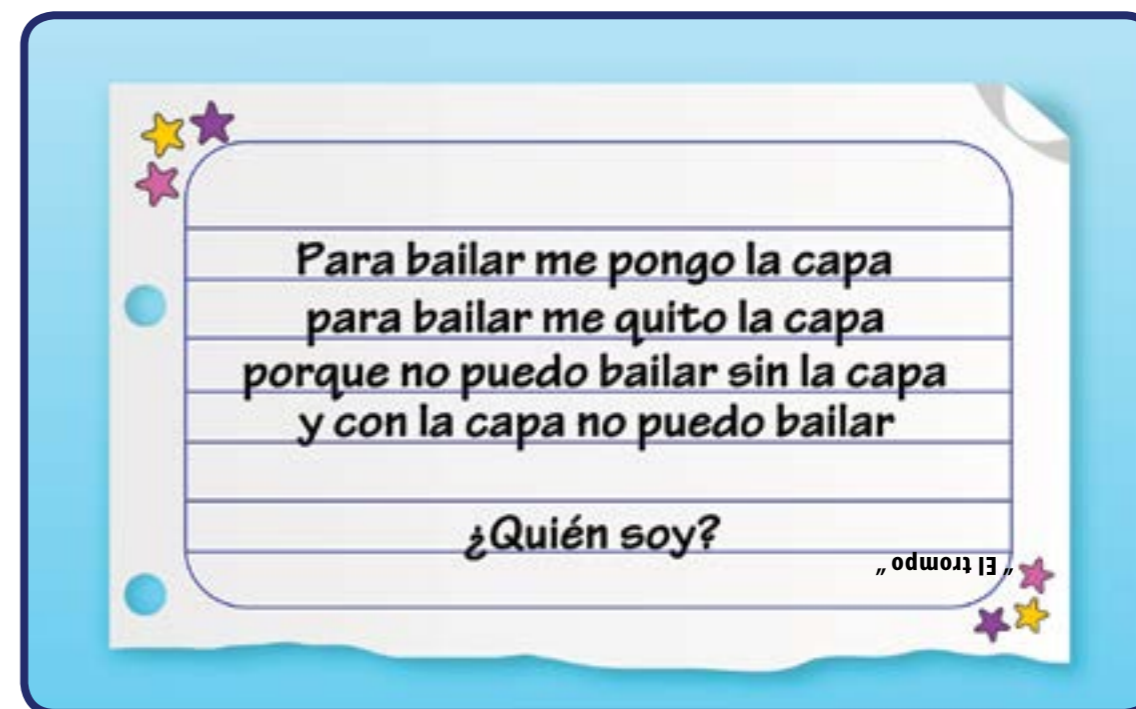 Para bailar me pongo la capa
para bailar me quito la capa
porque no puedo bailar sin la capa
y con la capa no puedo bailar
¿Quién soy?
" El trompo "